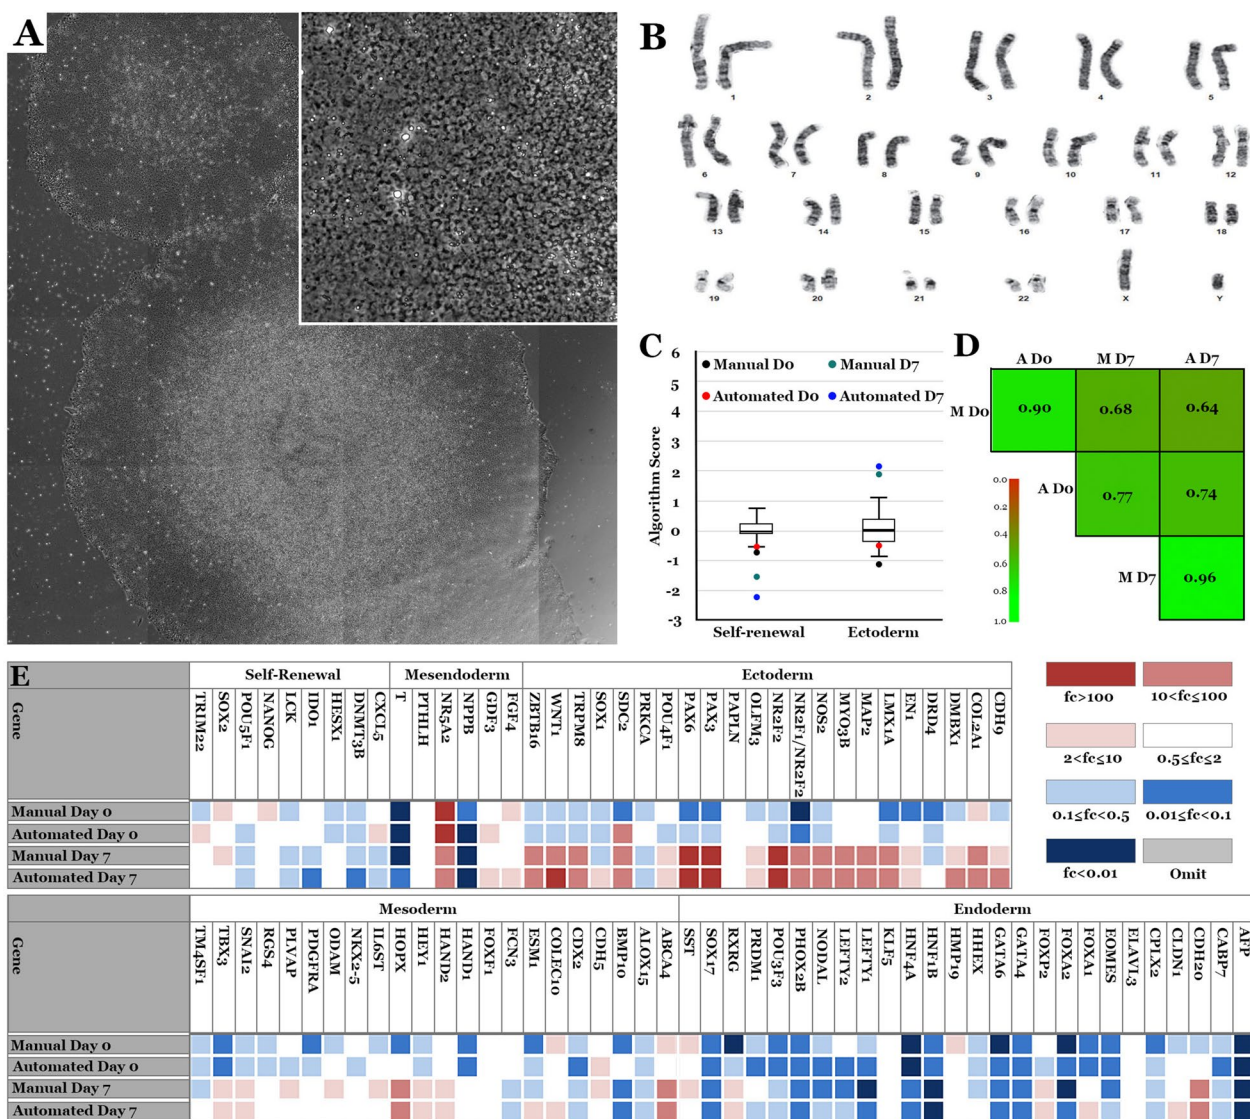 A
B
1 2 3 4 5
6 7 8 9 10 11 12
13 14 15 16 17 18
19 20 21 22 X Y
C
6
5
4
3
2
1
0
-1
-2
-3
Algorithm Score
Manual D0 Manual D7
Automated D0 Automated D7
Self-renewal Ectoderm
D
A D0 M D7 A D7
M D0 0.90 0.68 0.64
A D0 0.77 0.74
M D7 0.96
0.0
0.2
0.4
0.6
0.8
1.0
E
Self-Renewal Mesendoderm Ectoderm
Gene TRIM22 SOX2 POU5F1 NANOG LCK IDO1 HESX1 DNMT3B CXCL5 T PTHLH NR5A2 NPPB GDF3 FGF4 ZBTB16 WNT1 TRPM8 SOX1 SDC2 PRKCA POU4F1 PAX6 PAX3 PAPLN OLFM3 NR2F2 NR2F1/NR2F2 NOS2 MYO3B MAP2 LMX1A EN1 DRD4 DMBX1 COL2A1 CDH9
Manual Day 0
Automated Day 0
Manual Day 7
Automated Day 7
fc>100 10<fc≦100
2<fc≦10 0.5≦fc≦2
0.1≦fc<0.5 0.01≦fc<0.1
fc<0.01 Omit
Mesoderm Endoderm
Gene TM4SF1 TBX3 SNAI2 RGS4 PLVAP PDGFRA ODAM NKX2-5 IL6ST HOPX HEY1 HAND2 HAND1 FOXF1 FCN3 ESM1 COLEC10 CDX2 CDH5 BMP10 ALOX15 ABCA4 SST SOX17 RXRG PRDM1 POU3F3 PHOX2B NODAL LEFTY2 LEFTY1 KLF5 HNF4A HNF1B HMP19 HHEX GATA6 GATA4 FOXP2 FOXA2 FOXA1 EOMES ELAVL3 CPLX2 CLDN1 CDH20 CABP7 AFP
Manual Day 0
Automated Day 0
Manual Day 7
Automated Day 7